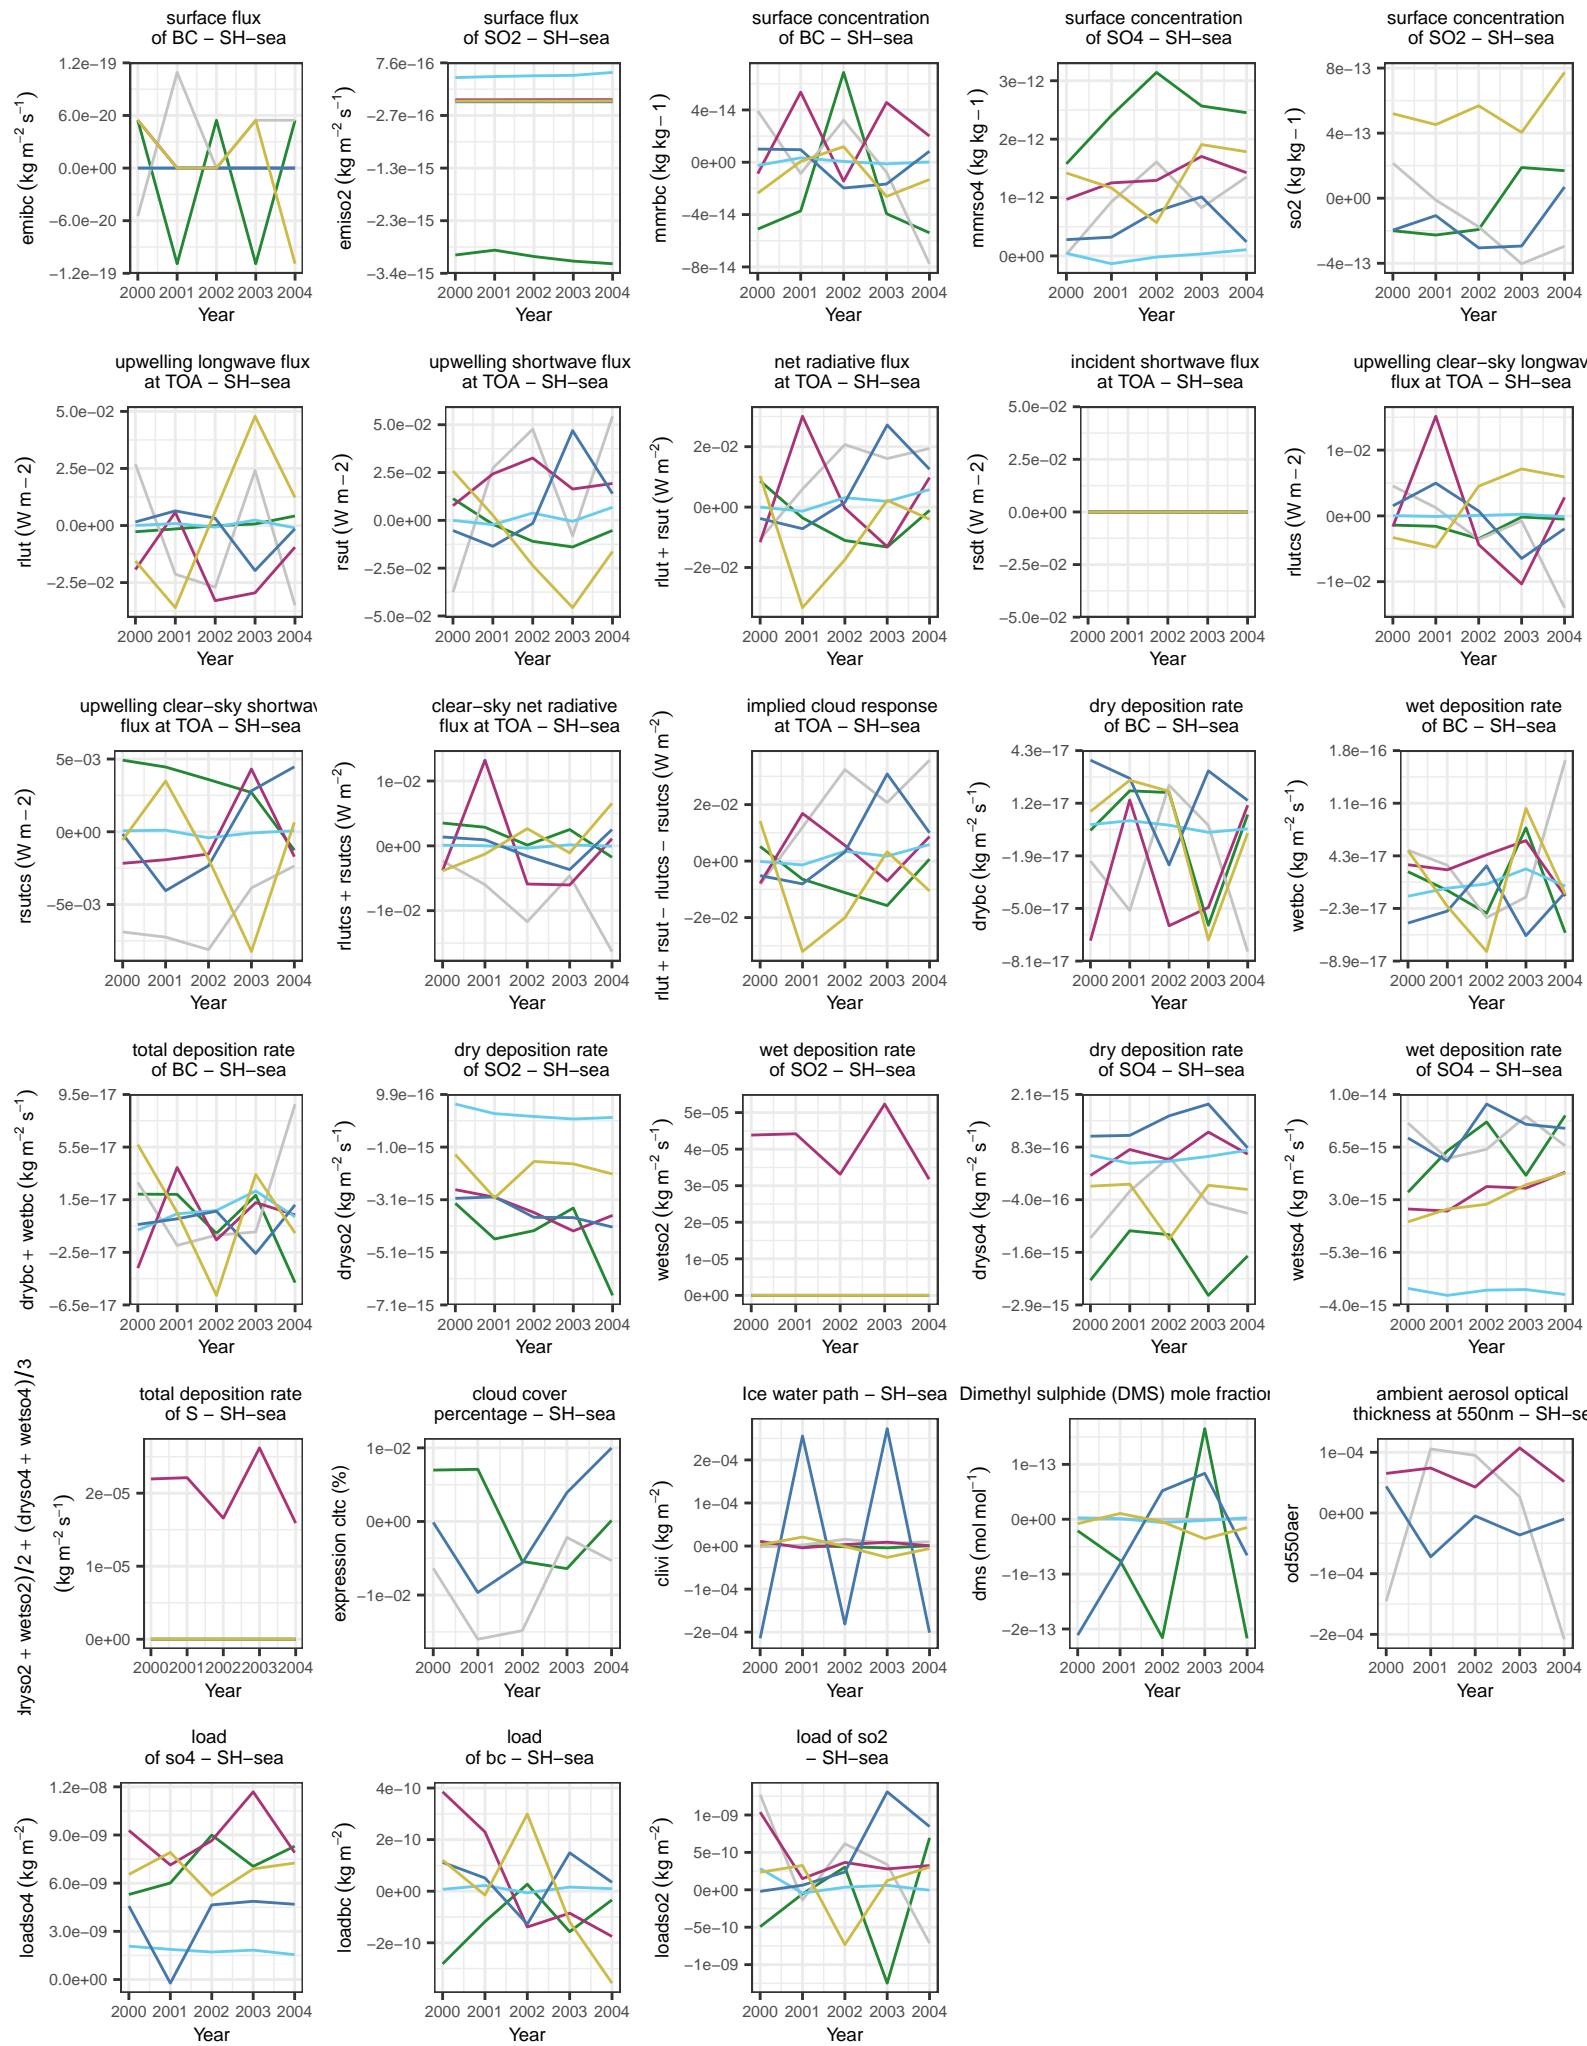 surface flux
of BC − SH−sea
emibc (kg m−2 s−1)
1.2e−19
6.0e−20
0.0e+00
−6.0e−20
−1.2e−19
2000 2001 2002 2003 2004
Year
surface flux
of SO2 − SH−sea
emiso2 (kg m−2 s−1)
7.6e−16
−2.7e−16
−1.3e−15
−2.3e−15
−3.4e−15
2000 2001 2002 2003 2004
Year
surface concentration
of BC − SH−sea
mmrbc (kg kg − 1)
4e−14
0e+00
−4e−14
−8e−14
2000 2001 2002 2003 2004
Year
surface concentration
of SO4 − SH−sea
mmrso4 (kg kg − 1)
3e−12
2e−12
1e−12
0e+00
2000 2001 2002 2003 2004
Year
surface concentration
of SO2 − SH−sea
so2 (kg kg − 1)
8e−13
4e−13
0e+00
−4e−13
2000 2001 2002 2003 2004
Year
upwelling longwave flux
at TOA − SH−sea
rlut (W m − 2)
5.0e−02
2.5e−02
0.0e+00
−2.5e−02
2000 2001 2002 2003 2004
Year
upwelling shortwave flux
at TOA − SH−sea
rsut (W m − 2)
5.0e−02
2.5e−02
0.0e+00
−2.5e−02
−5.0e−02
2000 2001 2002 2003 2004
Year
net radiative flux
at TOA − SH−sea
rlut + rsut (W m−2)
2e−02
0e+00
−2e−02
2000 2001 2002 2003 2004
Year
incident shortwave flux
at TOA − SH−sea
rsdt (W m − 2)
5.0e−02
2.5e−02
0.0e+00
−2.5e−02
−5.0e−02
2000 2001 2002 2003 2004
Year
upwelling clear−sky longwav
flux at TOA − SH−sea
rlutcs (W m − 2)
1e−02
0e+00
−1e−02
2000 2001 2002 2003 2004
Year
upwelling clear−sky shortwav
flux at TOA − SH−sea
rsutcs (W m − 2)
5e−03
0e+00
−5e−03
2000 2001 2002 2003 2004
Year
clear−sky net radiative
flux at TOA − SH−sea
rlutcs + rsutcs (W m−2)
1e−02
0e+00
−1e−02
2000 2001 2002 2003 2004
Year
implied cloud response
at TOA − SH−sea
rlut + rsut − rlutcs − rsutcs (W m−2)
2e−02
0e+00
−2e−02
2000 2001 2002 2003 2004
Year
dry deposition rate
of BC − SH−sea
drybc (kg m−2 s−1)
4.3e−17
1.2e−17
−1.9e−17
−5.0e−17
−8.1e−17
2000 2001 2002 2003 2004
Year
wet deposition rate
of BC − SH−sea
wetbc (kg m−2 s−1)
1.8e−16
1.1e−16
4.3e−17
−2.3e−17
−8.9e−17
2000 2001 2002 2003 2004
Year
total deposition rate
of BC − SH−sea
drybc + wetbc (kg m−2 s−1)
9.5e−17
5.5e−17
1.5e−17
−2.5e−17
−6.5e−17
2000 2001 2002 2003 2004
Year
dry deposition rate
of SO2 − SH−sea
dryso2 (kg m−2 s−1)
9.9e−16
−1.0e−15
−3.1e−15
−5.1e−15
−7.1e−15
2000 2001 2002 2003 2004
Year
wet deposition rate
of SO2 − SH−sea
wetso2 (kg m−2 s−1)
5e−05
4e−05
3e−05
2e−05
1e−05
0e+00
2000 2001 2002 2003 2004
Year
dry deposition rate
of SO4 − SH−sea
dryso4 (kg m−2 s−1)
2.1e−15
8.3e−16
−4.0e−16
−1.6e−15
−2.9e−15
2000 2001 2002 2003 2004
Year
wet deposition rate
of SO4 − SH−sea
wetso4 (kg m−2 s−1)
1.0e−14
6.5e−15
3.0e−15
−5.3e−16
−4.0e−15
2000 2001 2002 2003 2004
Year
total deposition rate
of S − SH−sea
dryso2 + wetso2)/2 + (dryso4 + wetso4)/3
(kg m−2 s−1)
2e−05
1e−05
0e+00
2000 2001 2002 2003 2004
Year
cloud cover
percentage − SH−sea
expression cltc (%)
1e−02
0e+00
−1e−02
2000 2001 2002 2003 2004
Year
Ice water path − SH−sea
clivi (kg m−2)
2e−04
1e−04
0e+00
−1e−04
−2e−04
2000 2001 2002 2003 2004
Year
Dimethyl sulphide (DMS) mole fraction
dms (mol mol−1)
1e−13
0e+00
−1e−13
−2e−13
2000 2001 2002 2003 2004
Year
ambient aerosol optical
thickness at 550nm − SH−se
od550aer
1e−04
0e+00
−1e−04
−2e−04
2000 2001 2002 2003 2004
Year
load
of so4 − SH−sea
loadso4 (kg m−2)
1.2e−08
9.0e−09
6.0e−09
3.0e−09
0.0e+00
2000 2001 2002 2003 2004
Year
load
of bc − SH−sea
loadbc (kg m−2)
4e−10
2e−10
0e+00
−2e−10
2000 2001 2002 2003 2004
Year
load of so2
− SH−sea
loadso2 (kg m−2)
1e−09
5e−10
0e+00
−5e−10
−1e−09
2000 2001 2002 2003 2004
Year